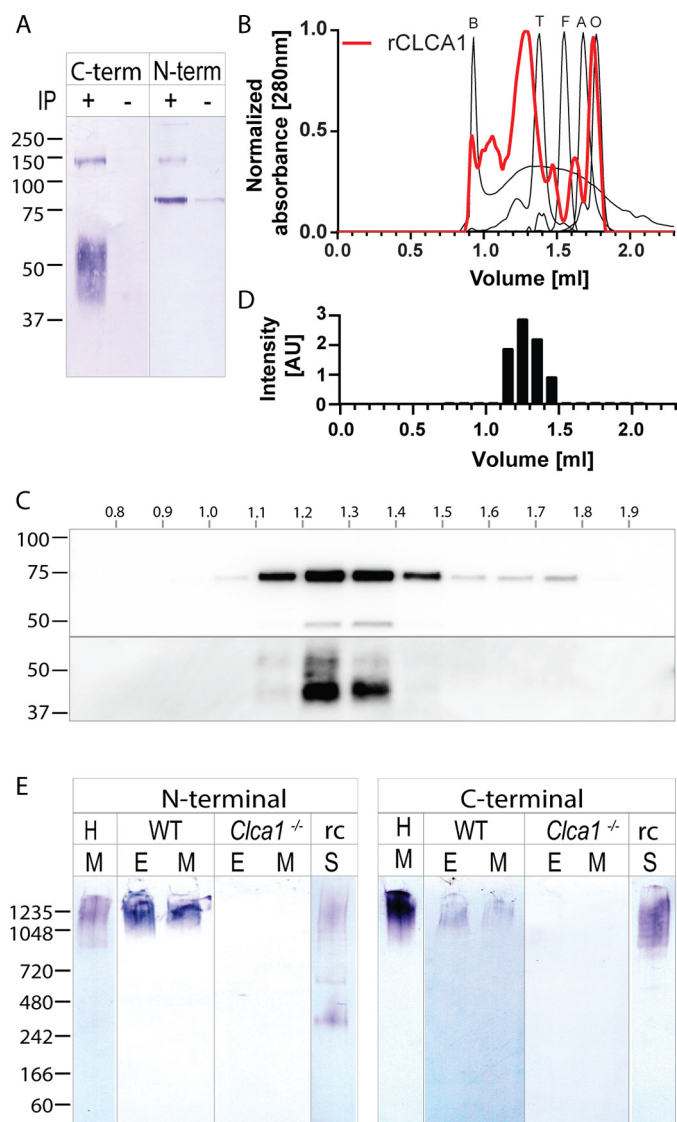 A
C-term N-term
IP + - + -
250
150
100
75
50
37
B
rCLCA1
B T F A O
Normalized
absorbance [280nm]
1.0
0.5
0.0
0.0 0.5 1.0 1.5 2.0
Volume [ml]
D
Intensity
[AU]
3
2
1
0
0.0 0.5 1.0 1.5 2.0
Volume [ml]
C
0.8 0.9 1.0 1.1 1.2 1.3 1.4 1.5 1.6 1.7 1.8 1.9
100
75
50
50
37
E
N-terminal C-terminal
H WT Clca1 -/- rc H WT Clca1 -/- rc
M E M E M S M E M E M S
1235
1048
720
480
242
166
60